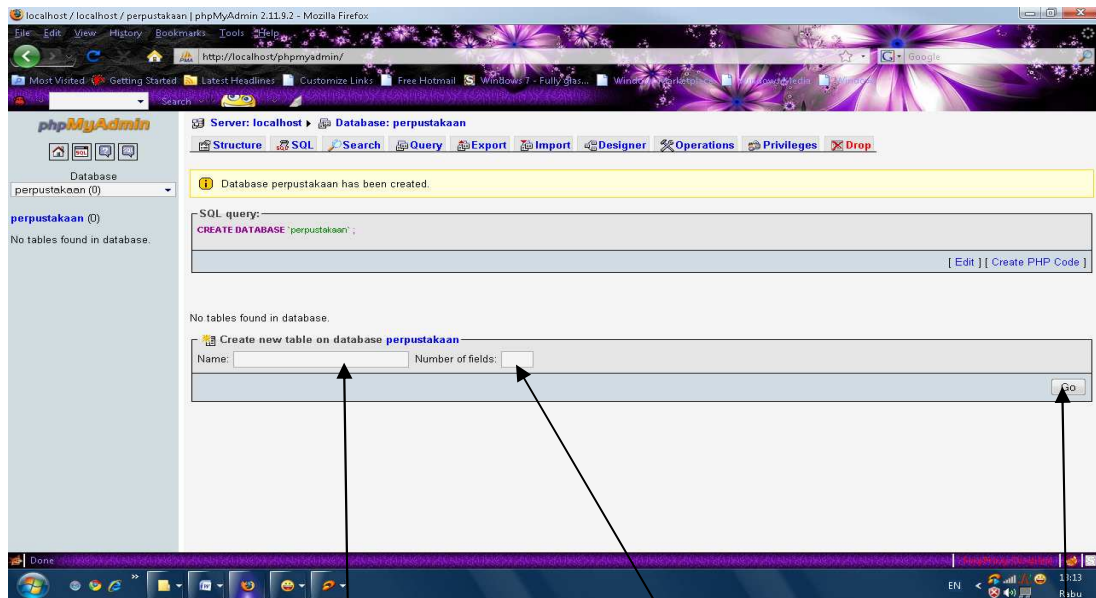 localhost / localhost / perpustakaan | phpMyAdmin 2.11.9.2 - Mozilla Firefox
File Edit View History Bookmarks Tools Help
http://localhost/phpmyadmin/
Google
Most Visited Getting Started Latest Headlines Customize Links Free Hotmail Windows 7 - Fully glas...
Search
phpMyAdmin
Server: localhost ▸ Database: perpustakaan
Structure SQL Search Query Export Import Designer Operations Privileges Drop
Database
perpustakaan (0)
Database perpustakaan has been created.
perpustakaan (0)
No tables found in database.
SQL query:
CREATE DATABASE `perpustakaan` ;
[ Edit ] [ Create PHP Code ]
No tables found in database.
Create new table on database perpustakaan
Name: Number of fields:
Go
Done
EN < 13:13
Rabu